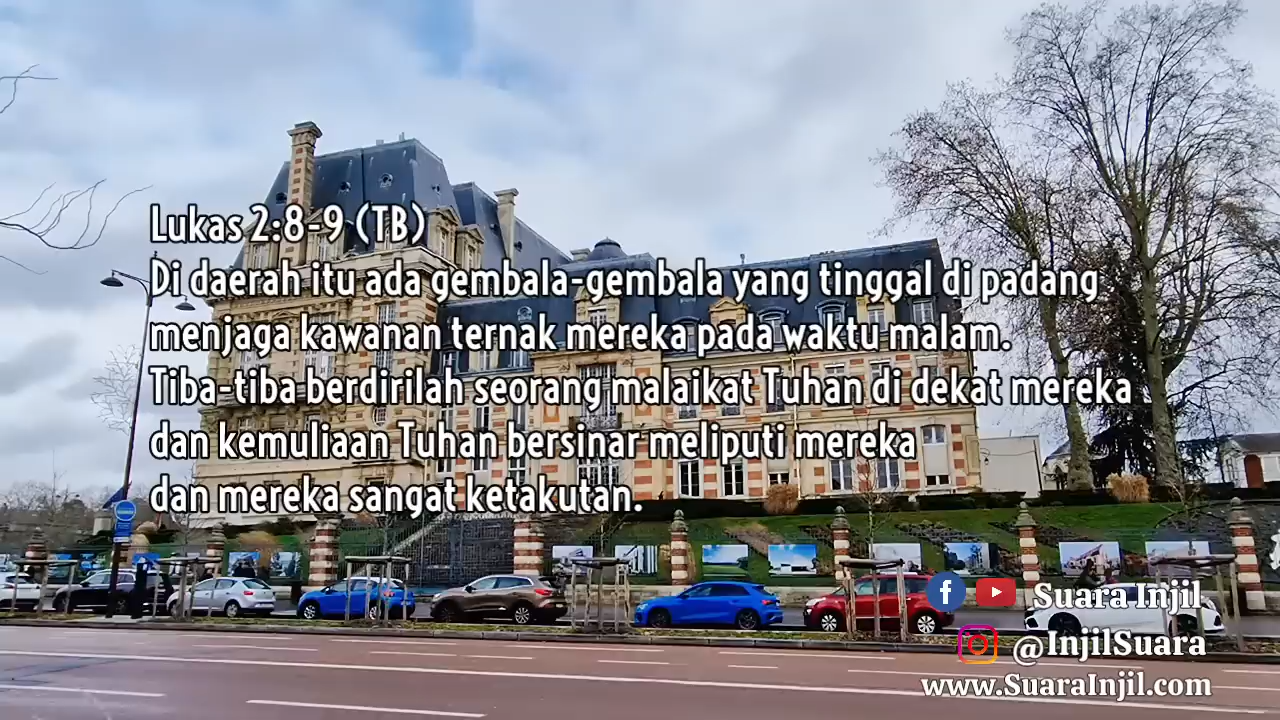 Lukas 2:8-9 (TB)
Di daerah itu ada gembala-gembala yang tinggal di padang
menjaga kawanan ternak mereka pada waktu malam.
Tiba-tiba berdirilah seorang malaikat Tuhan di dekat mereka
dan kemuliaan Tuhan bersinar meliputi mereka
dan mereka sangat ketakutan.
Suara Injil
@InjilSuara
www.SuaraInjil.com